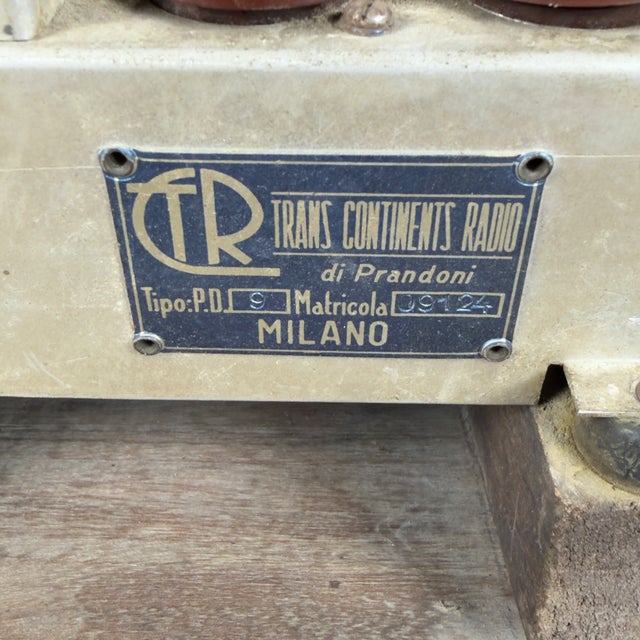 CTR TRANS CONTINENTS RADIO
di Prandoni
Tipo: P.D. 9 Matricola 09124
MILANO